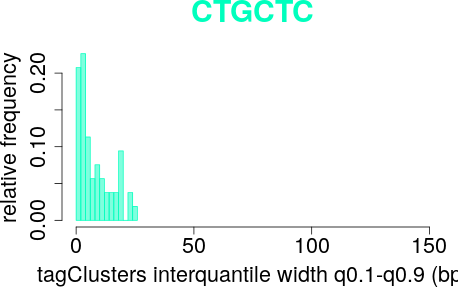 CTGCTC
relative frequency
0.20
0.10
0.00
0
50
100
150
tagClusters interquantile width q0.1-q0.9 (bp